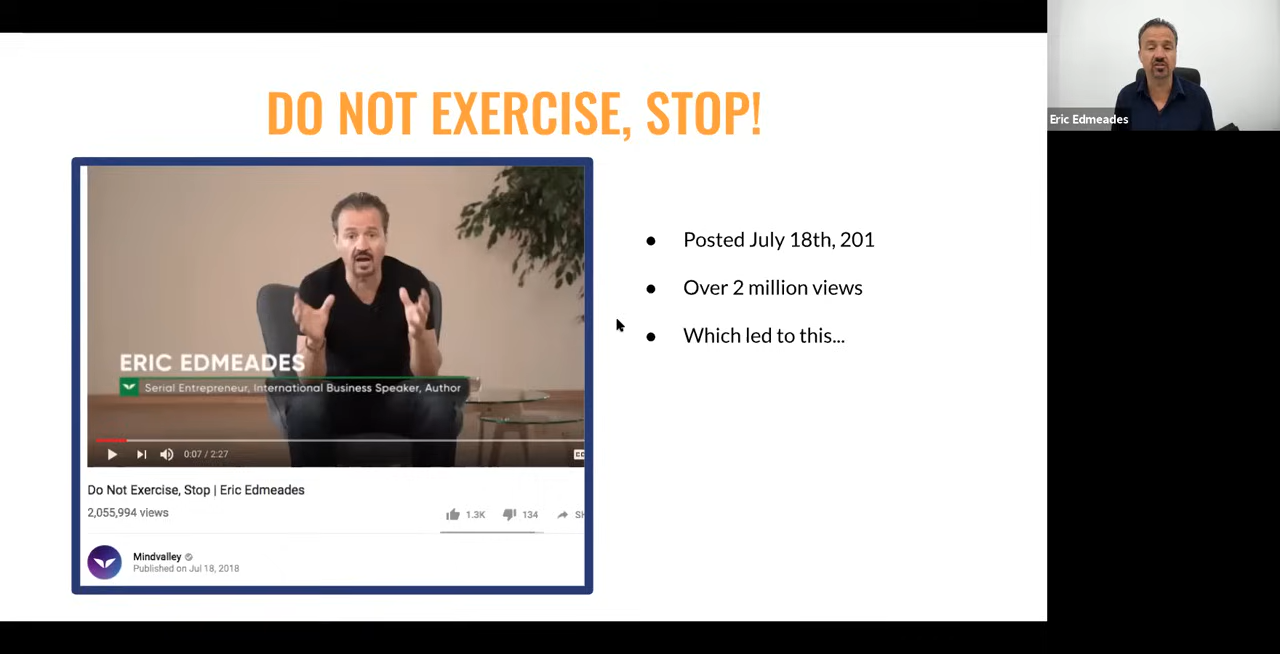 DO NOT EXERCISE, STOP!
Eric Edmeades
ERIC EDMEADES
Serial Entrepreneur, International Business Speaker, Author
0:07 / 2:27
Do Not Exercise, Stop | Eric Edmeades
2,055,994 views
1.3K
134
Mindvalley
Published on Jul 18, 2018
● Posted July 18th, 201
● Over 2 million views
● Which led to this...